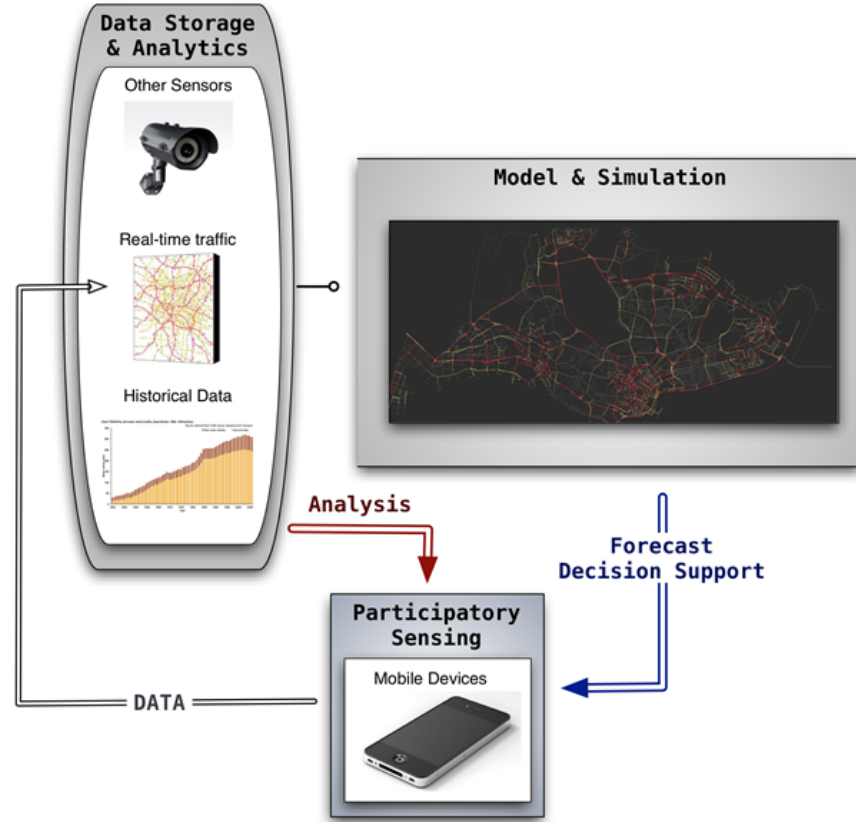 Data Storage
& Analytics
Other Sensors
Real-time traffic
Historical Data
Model & Simulation
Analysis
Forecast
Decision Support
Participatory
Sensing
Mobile Devices
DATA